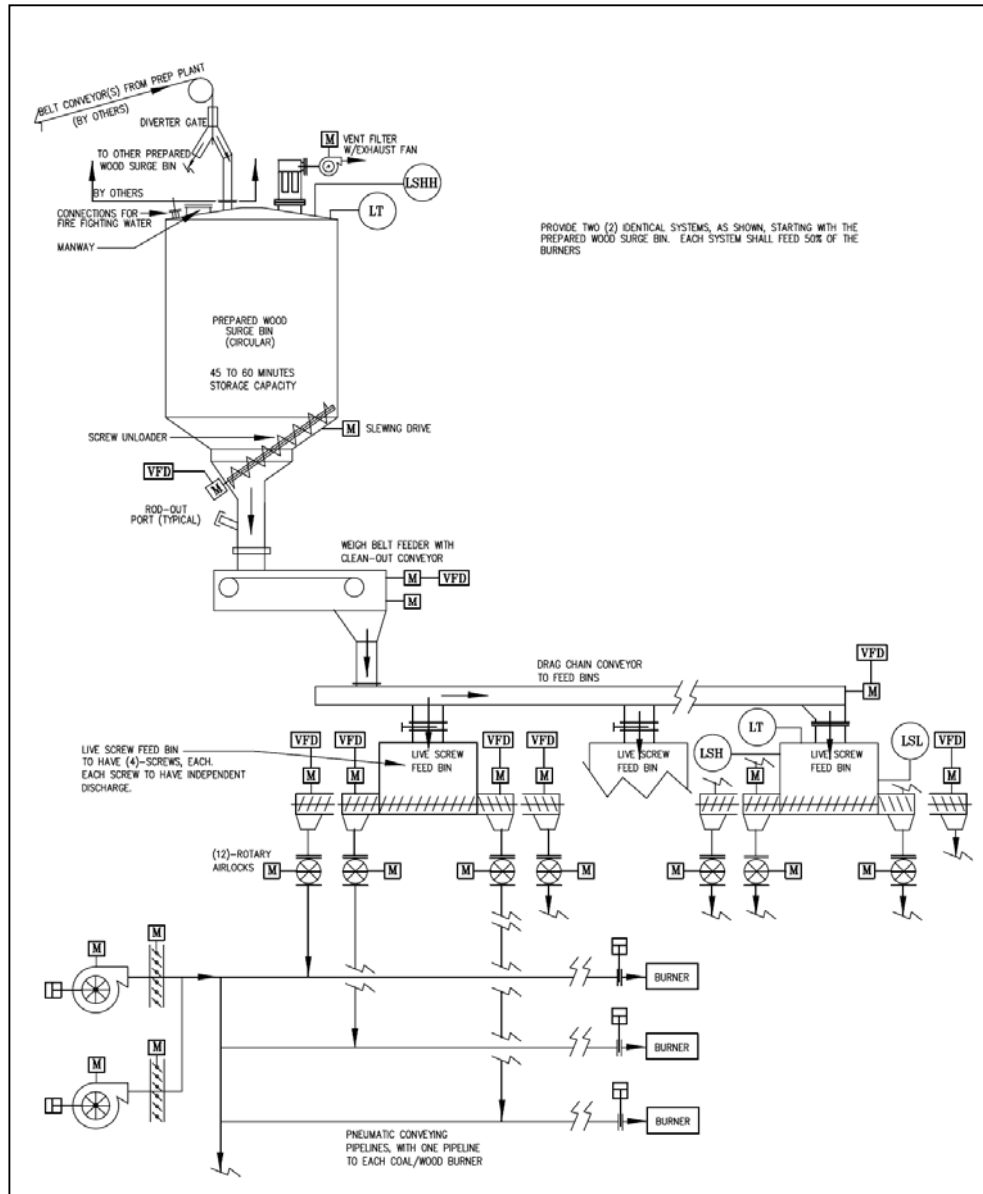 BELT CONVEYOR(S) FROM PREP PLANT
(BY OTHERS)
DIVERTER GATE
M
VENT FILTER
W/EXHAUST FAN
TO OTHER PREPARED
WOOD SURGE BIN
BY OTHERS
LSHH
LT
CONNECTIONS FOR
FIRE FIGHTING WATER
MANWAY
PROVIDE TWO (2) IDENTICAL SYSTEMS, AS SHOWN, STARTING WITH THE
PREPARED WOOD SURGE BIN. EACH SYSTEM SHALL FEED 50% OF THE
BURNERS
PREPARED WOOD
SURGE BIN
(CIRCULAR)
45 TO 60 MINUTES
STORAGE CAPACITY
SCREW UNLOADER
M
SLEWING DRIVE
VFD
M
ROD-OUT
PORT (TYPICAL)
WEIGH BELT FEEDER WITH
CLEAN-OUT CONVEYOR
M
VFD
M
DRAG CHAIN CONVEYOR
TO FEED BINS
VFD
M
LIVE SCREW FEED BIN
TO HAVE (4)-SCREWS, EACH.
EACH SCREW TO HAVE INDEPENDENT
DISCHARGE.
VFD
VFD
VFD
VFD
M
M
M
M
LIVE SCREW
FEED BIN
LIVE SCREW
FEED BIN
LT
LSH
LIVE SCREW
FEED BIN
LSL
VFD
M
M
(12)-ROTARY
AIRLOCKS
M
M
M
M
M
M
M
M
M
M
BURNER
M
M
BURNER
BURNER
PNEUMATIC CONVEYING
PIPELINES, WITH ONE PIPELINE
TO EACH COAL/WOOD BURNER